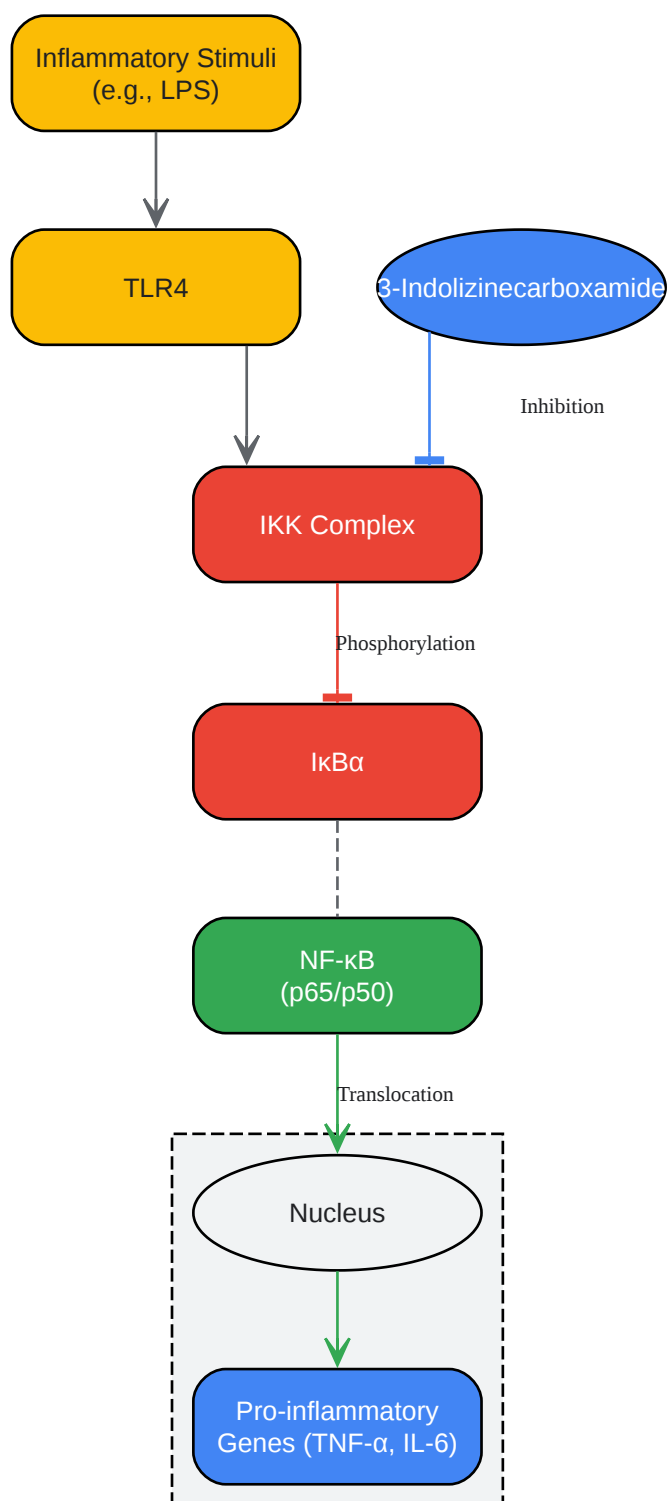 Inflammatory Stimuli
(e.g., LPS)
TLR4
3-Indolizinecarboxamide
Inhibition
IKK Complex
Phosphorylation
IκBα
NF-κB
(p65/p50)
Translocation
Nucleus
Pro-inflammatory
Genes (TNF-α, IL-6)